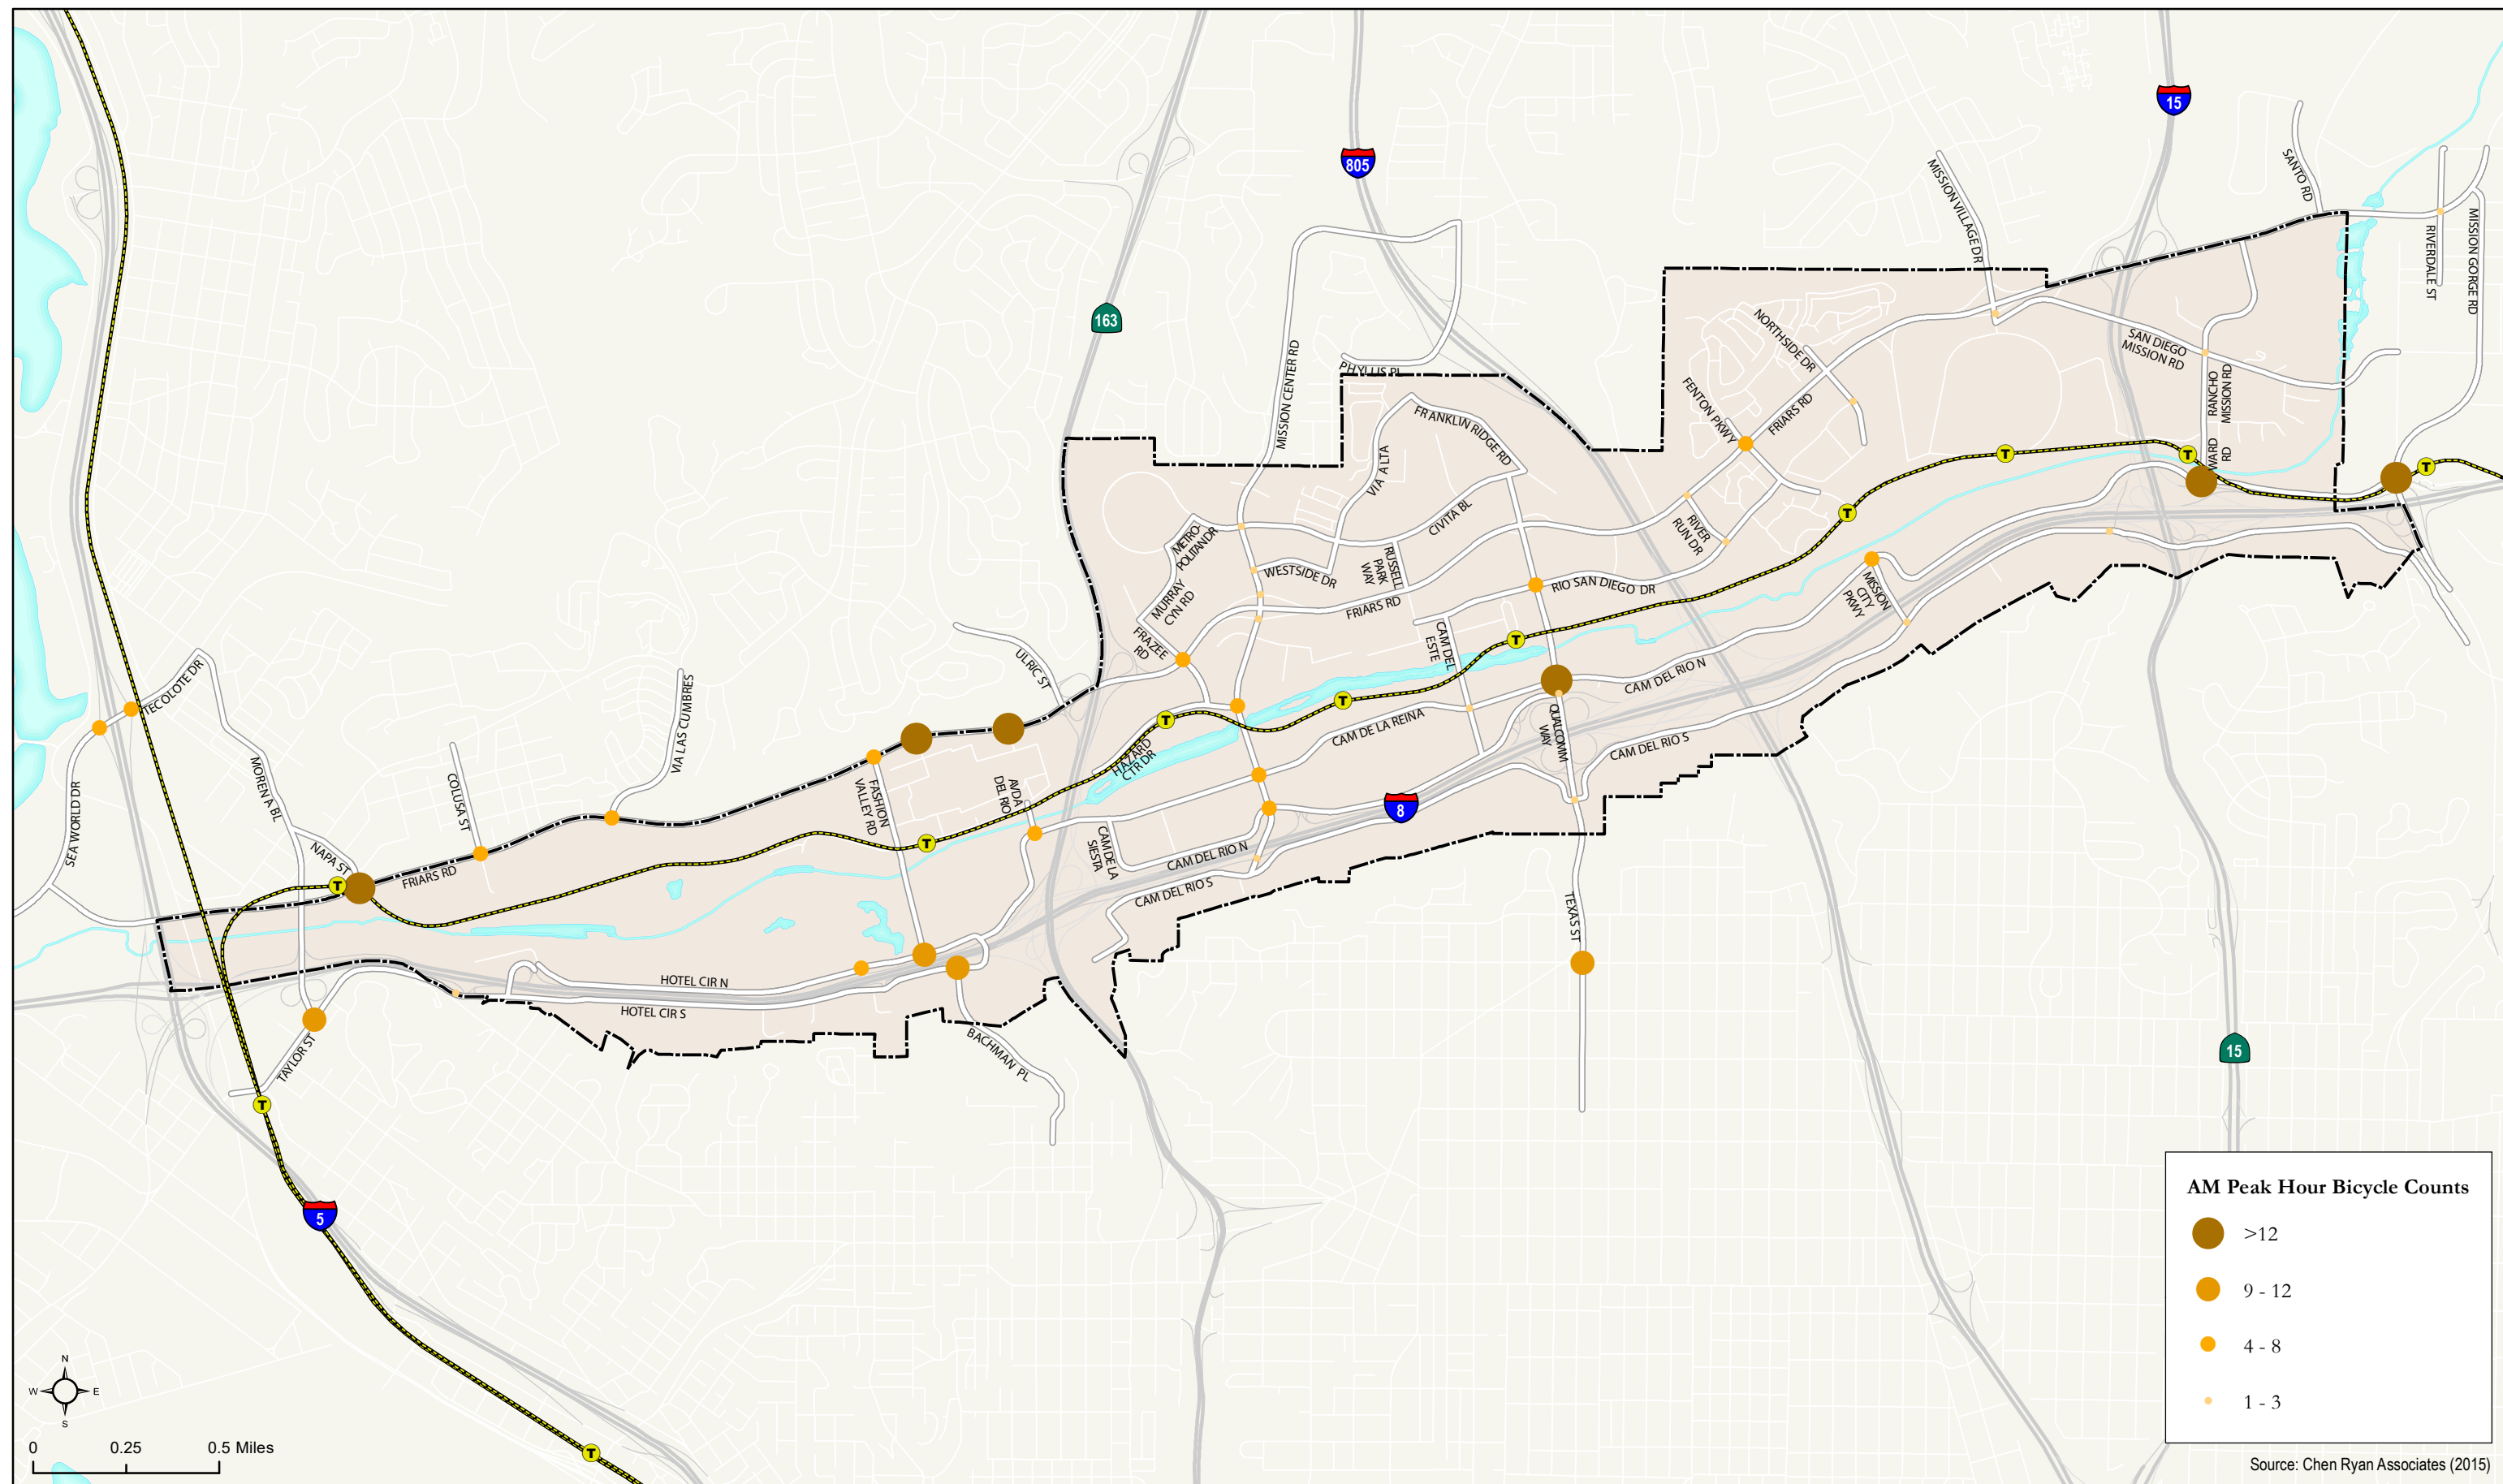 15
805
SANTO RD
MISSION VILLAGE DR
RIVERDALE ST
MISSION GORGE RD
163
NORTHSIDE DR
SAN DIEGO
MISSION RD
MISSION CENTER RD
PHYLLIS PL
FENTON PKWY
FRIARS RD
RANCHO
MISSION RD
FRANKLIN RIDGE RD
VIA ALTA
WARD
RD
T
T
T
T
CIVITA BL
METRO-
POLITAN DR
RIVER
RUN DR
WESTSIDE DR
RUSSELL
PARK
WAY
MURRAY
CYN RD
RIO SAN DIEGO DR
MISSION
CITY
PKWY
FRIARS RD
FRAZEE
RD
CAM DEL
ESTE
T
ULRIC ST
TECOLOTE DR
VIA LAS CUMBRES
CAM DEL RIO N
T
T
CAM DE LA REINA
QUALCOMM
WAY
CAM DEL RIO S
HAZARD
CTR DR
MORENA BL
COLUSA ST
FASHION
VALLEY RD
AVDA
DEL RIO
SEA WORLD DR
8
T
CAM DE LA
SIESTA
CAM DEL RIO N
NAPA ST
T
FRIARS RD
CAM DEL RIO S
TEXAS ST
HOTEL CIR N
HOTEL CIR S
BACHMAN PL
TAYLOR ST
15
T
5
AM Peak Hour Bicycle Counts
>12
9 - 12
4 - 8
1 - 3
N
W
E
S
0
0.25
0.5 Miles
T
Source: Chen Ryan Associates (2015)